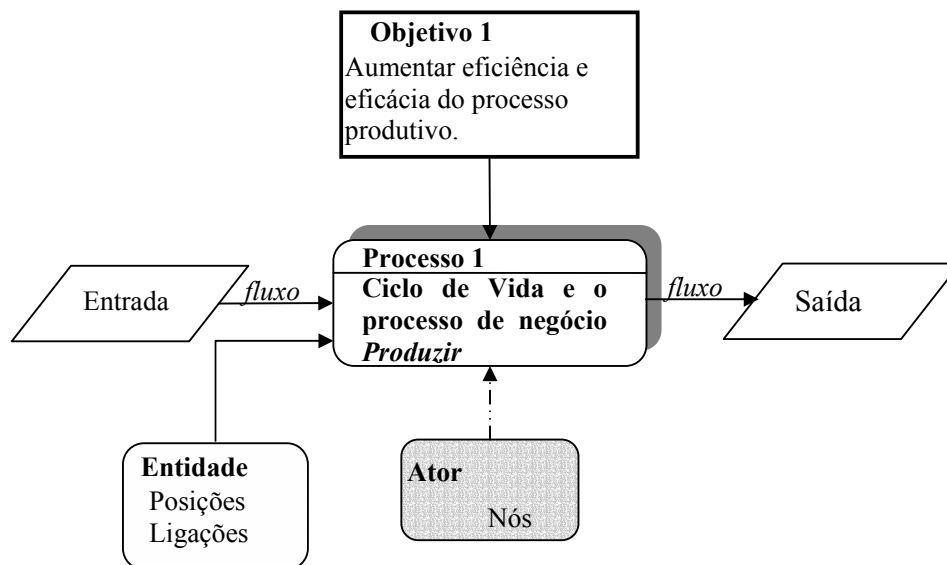 Objetivo 1
Aumentar eficiência e
eficácia do processo
produtivo.
Entrada
fluxo
Processo 1
Ciclo de Vida e o
processo de negócio
Produzir
fluxo
Saída
Entidade
Posições
Ligações
Ator
Nós